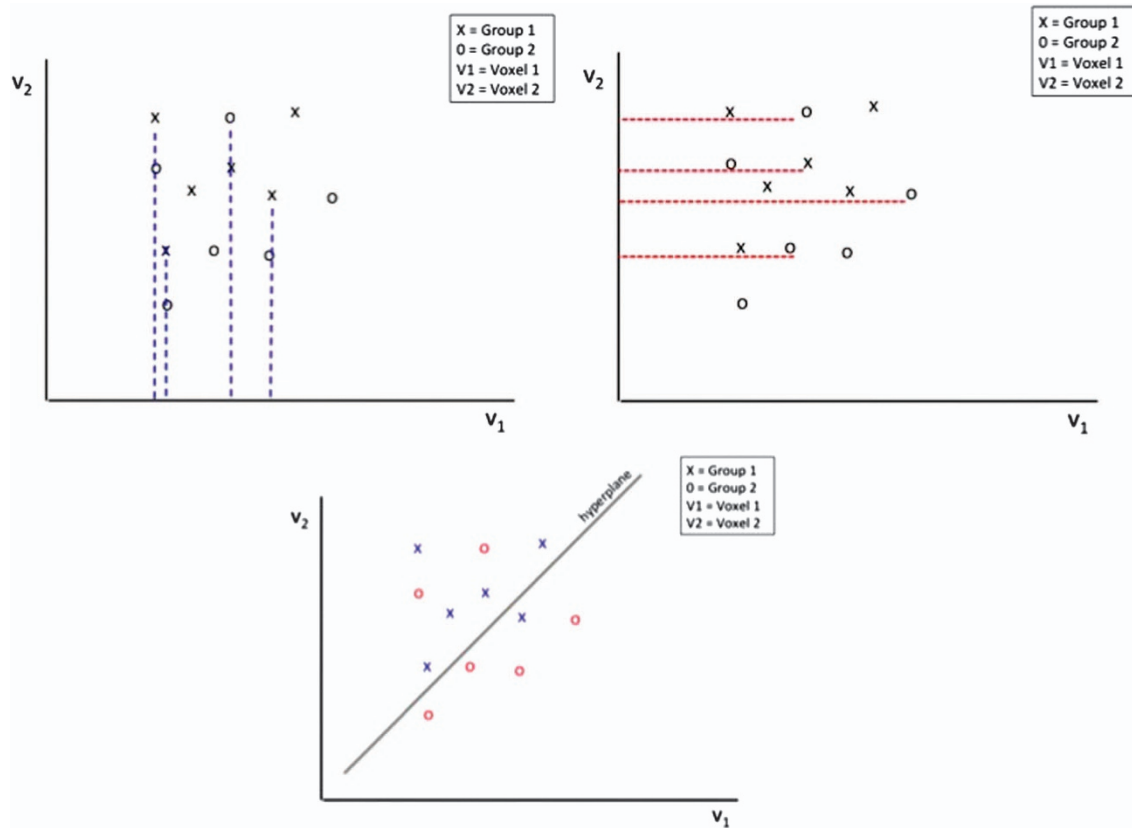 X = Group 1
O = Group 2
V1 = Voxel 1
V2 = Voxel 2
V2
X O X
O X
X X O
X O O
O
V1
X = Group 1
O = Group 2
V1 = Voxel 1
V2 = Voxel 2
V2
X O X
O X
X X O
X O O
O
V1
X = Group 1
O = Group 2
V1 = Voxel 1
V2 = Voxel 2
hyperplane
V2
X O X
O X
X X O
X O O
O
V1